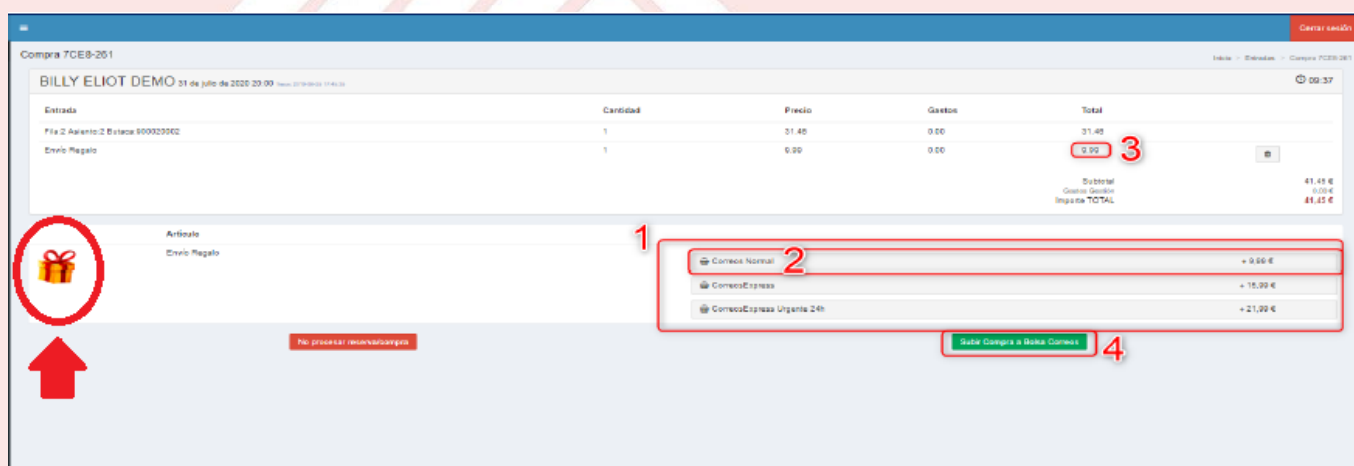 Cerrar sesión
Compra 7CE8-261
Inicio > Entradas > Compra 7CE8-261
BILLY ELIOT DEMO 31 de julio de 2020 20:00
09:37
Entrada Cantidad Precio Gastos Total
Fila:2 Asiento:2 Butaca:900020002 1 31.46 0.00 31.46
Envío Regalo 1 9.99 0.00 9.99
3
Subtotal 41.45 €
Gastos Gestión 0,00 €
Importe TOTAL 41,45 €
Artículo
1
Envío Regalo
Correos Normal 2 + 9,99 €
CorreosExpress + 15,99 €
CorreosExpress Urgente 24h + 21,99 €
No procesar reserva/compra
Subir Compra a Bolsa Correos
4